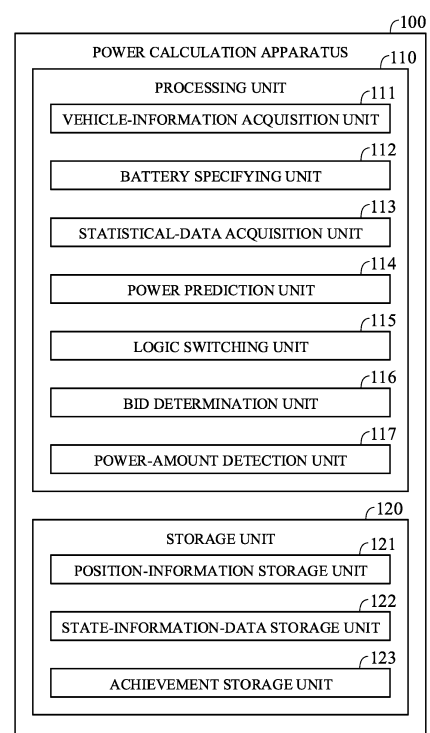 100
POWER CALCULATION APPARATUS
110
PROCESSING UNIT
111
VEHICLE-INFORMATION ACQUISITION UNIT
112
BATTERY SPECIFYING UNIT
113
STATISTICAL-DATA ACQUISITION UNIT
114
POWER PREDICTION UNIT
115
LOGIC SWITCHING UNIT
116
BID DETERMINATION UNIT
117
POWER-AMOUNT DETECTION UNIT
120
STORAGE UNIT
121
POSITION-INFORMATION STORAGE UNIT
122
STATE-INFORMATION-DATA STORAGE UNIT
123
ACHIEVEMENT STORAGE UNIT